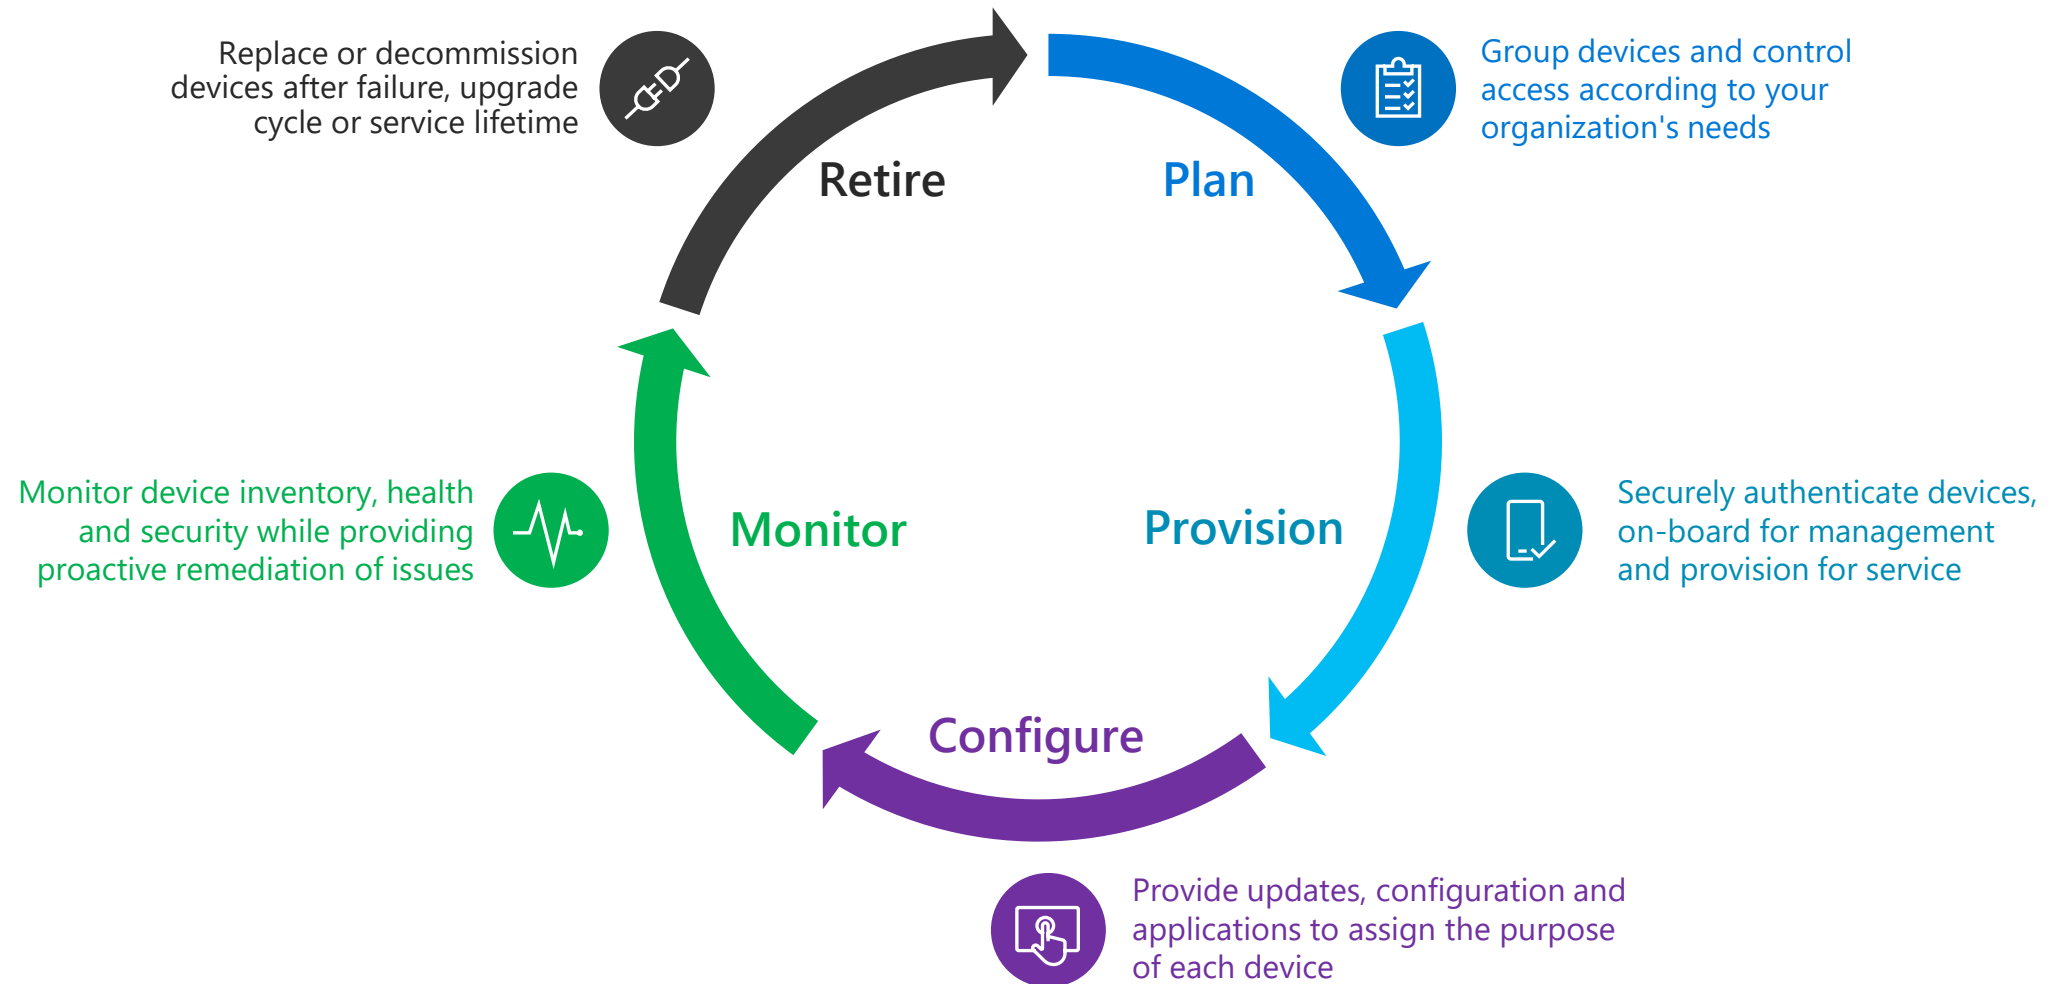 Replace or decommission
devices after failure, upgrade
cycle or service lifetime
Group devices and control
access according to your
organization's needs
Retire
Plan
Monitor device inventory, health
and security while providing
proactive remediation of issues
Monitor
Provision
Securely authenticate devices,
on-board for management
and provision for service
Configure
Provide updates, configuration and
applications to assign the purpose
of each device